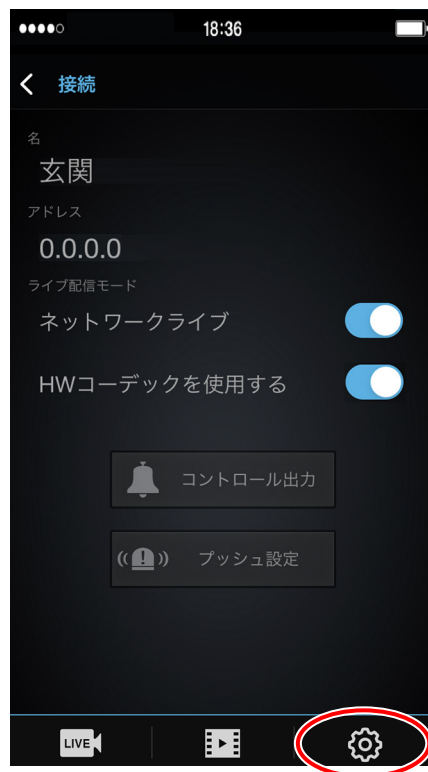 18:36
接続
名
玄関
アドレス
0.0.0.0
ライブ配信モード
ネットワークライブ
HWコーデックを使用する
コントロール出力
プッシュ設定
LIVE